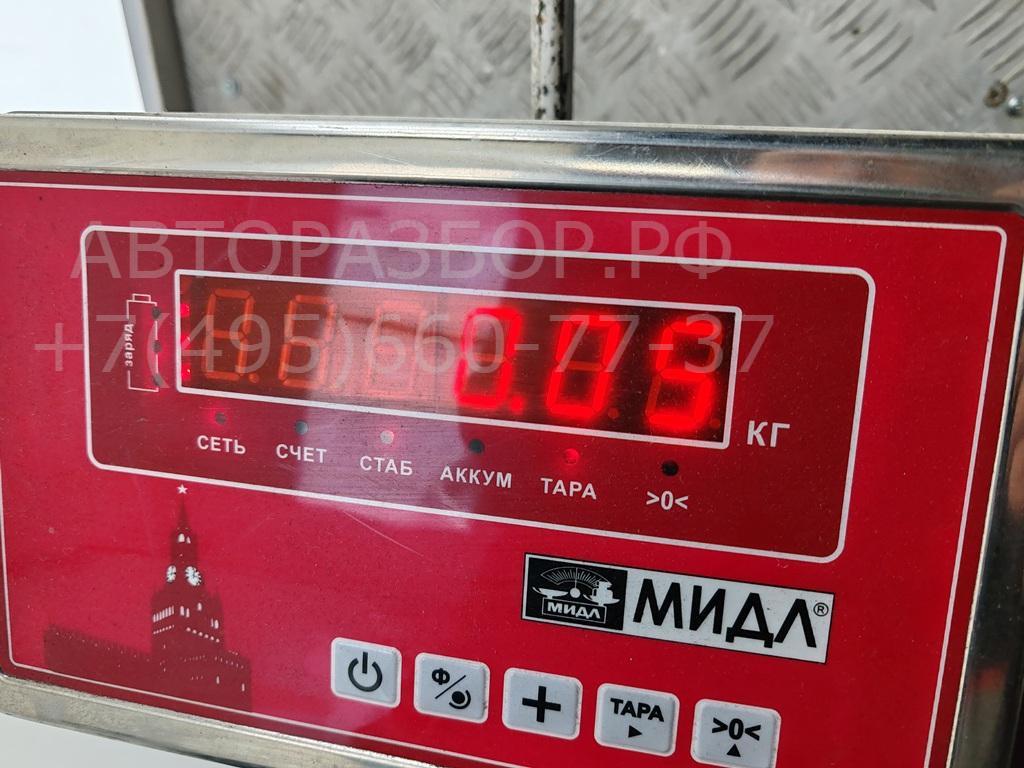 АВТОРАЗБОР.РФ
+7(495)660-77-37
заряд
0.05
КГ
СЕТЬ СЧЕТ СТАБ АККУМ ТАРА >0<
МИДЛ МИДЛ®
Ф ТАРА >0<